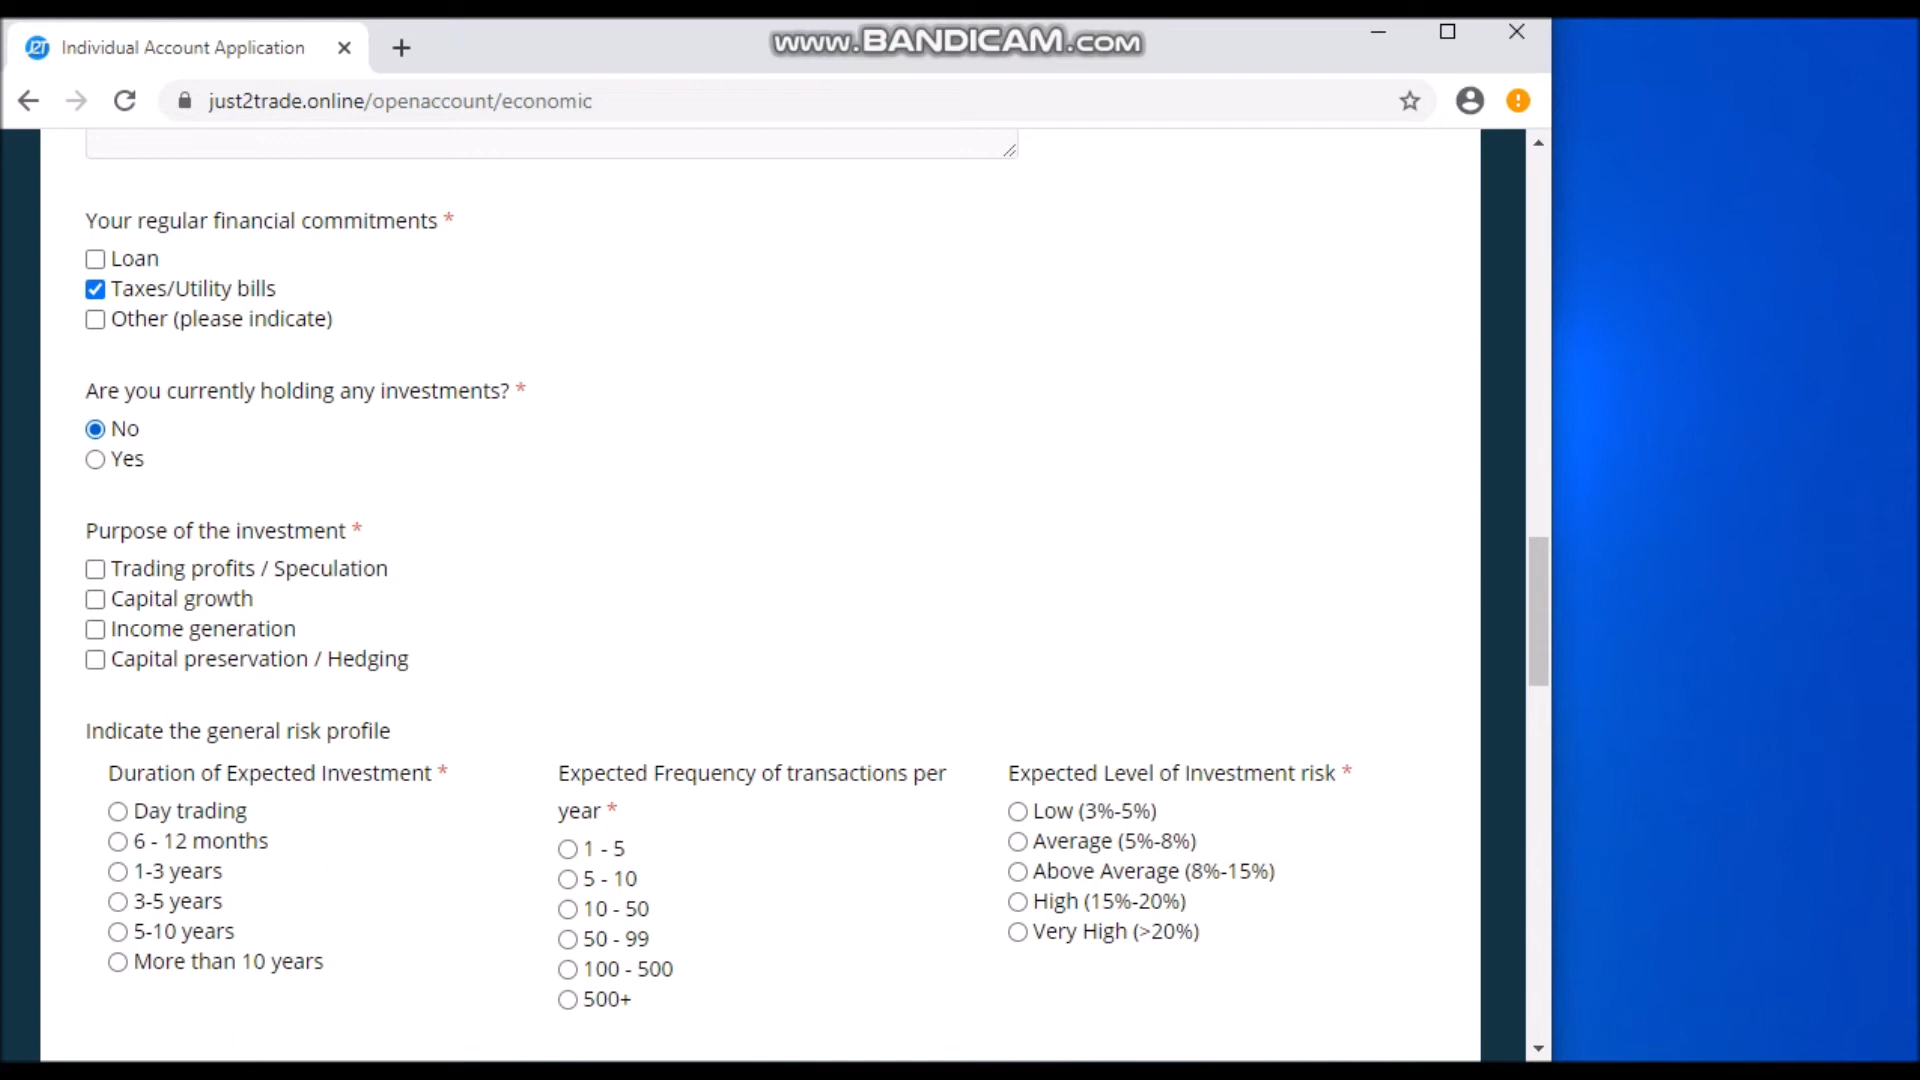 Individual Account Application
www.BANDICAM.com
just2trade.online/openaccount/economic
Your regular financial commitments *
Loan
Taxes/Utility bills
Other (please indicate)
Are you currently holding any investments? *
No
Yes
Purpose of the investment *
Trading profits / Speculation
Capital growth
Income generation
Capital preservation / Hedging
Indicate the general risk profile
Duration of Expected Investment *
Day trading
6 - 12 months
1-3 years
3-5 years
5-10 years
More than 10 years
Expected Frequency of transactions per
year *
1 - 5
5 - 10
10 - 50
50 - 99
100 - 500
500+
Expected Level of Investment risk *
Low (3%-5%)
Average (5%-8%)
Above Average (8%-15%)
High (15%-20%)
Very High (>20%)